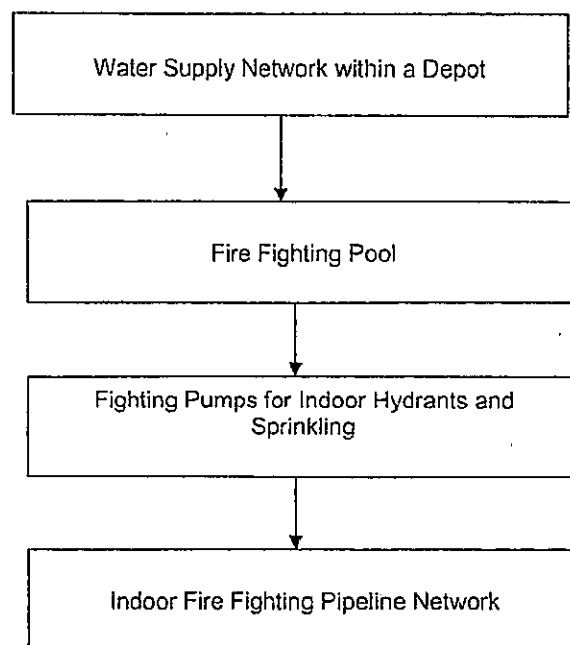 Water Supply Network within a Depot
Fire Fighting Pool
Fighting Pumps for Indoor Hydrants and
Sprinkling
Indoor Fire Fighting Pipeline Network